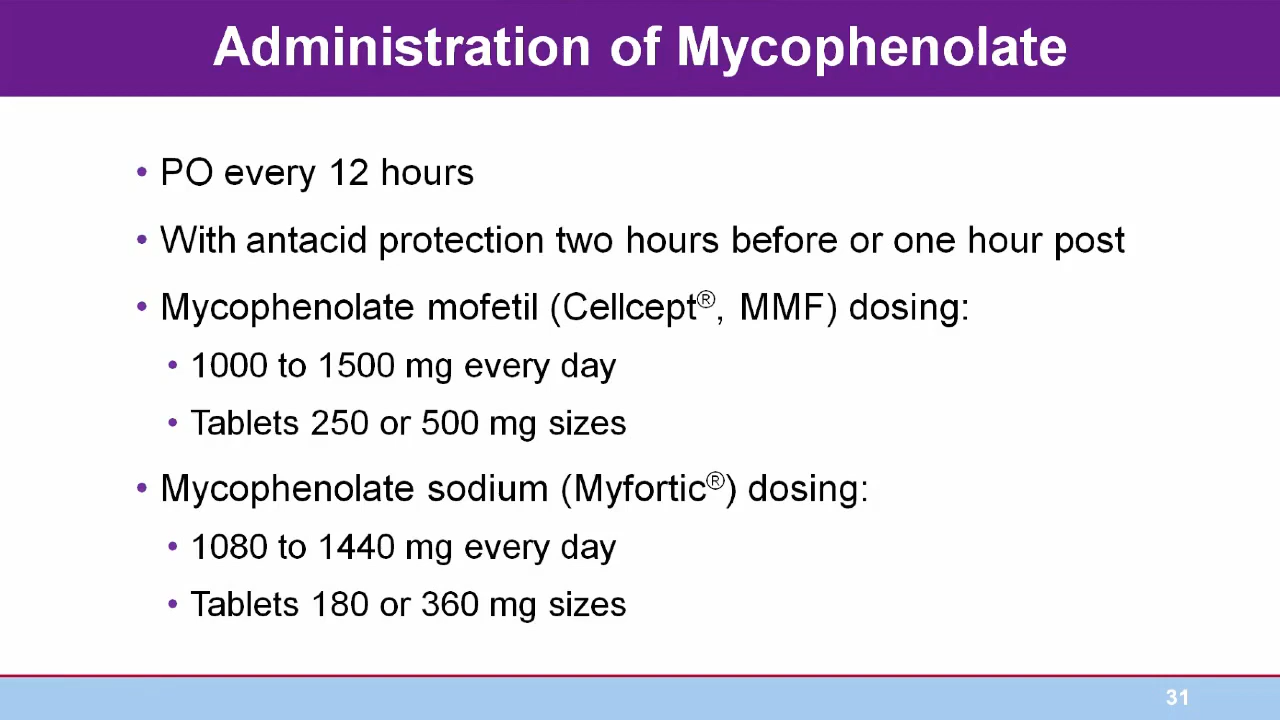 Administration of Mycophenolate
• PO every 12 hours
• With antacid protection two hours before or one hour post
• Mycophenolate mofetil (Cellcept®, MMF) dosing:
• 1000 to 1500 mg every day
• Tablets 250 or 500 mg sizes
• Mycophenolate sodium (Myfortic®) dosing:
• 1080 to 1440 mg every day
• Tablets 180 or 360 mg sizes
31